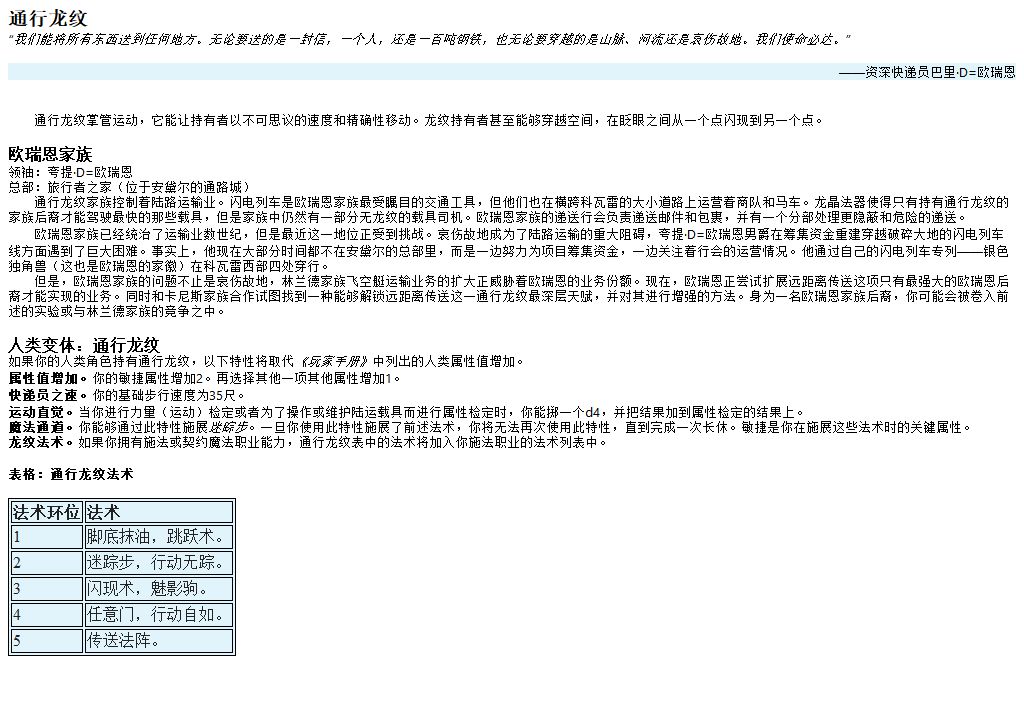 通行龙纹
“我们能将所有东西送到任何地方。无论要送的是一封信，一个人，还是一百吨钢铁，也无论要穿越的是山脉、河流还是哀伤故地。我们使命必达。”
——资深快递员巴里·D=欧瑞恩
通行龙纹掌管运动，它能让持有者以不可思议的速度和精确性移动。龙纹持有者甚至能够穿越空间，在眨眼之间从一个点闪现到另一个点。
欧瑞恩家族
领袖：夸提·D=欧瑞恩
总部：旅行者之家（位于安黛尔的通路城）
通行龙纹家族控制着陆路运输业。闪电列车是欧瑞恩家族最受瞩目的交通工具，但他们也在横跨科瓦雷的大小道路上运营着商队和马车。龙晶法器使得只有持有通行龙纹的
家族后裔才能驾驶最快的那些载具，但是家族中仍然有一部分无龙纹的载具司机。欧瑞恩家族的递送行会负责递送邮件和包裹，并有一个分部处理更隐蔽和危险的递送。
欧瑞恩家族已经统治了运输业数世纪，但是最近这一地位正受到挑战。哀伤故地成为了陆路运输的重大阻碍，夸提·D=欧瑞恩男爵在筹集资金重建穿越破碎大地的闪电列车
线方面遇到了巨大困难。事实上，他现在大部分时间都不在安黛尔的总部里，而是一边努力为项目筹集资金，一边关注着行会的运营情况。他通过自己的闪电列车专列——银色
独角兽（这也是欧瑞恩的家徽）在科瓦雷西部四处穿行。
但是，欧瑞恩家族的问题不止是哀伤故地，林兰德家族飞空艇运输业务的扩大正威胁着欧瑞恩的业务份额。现在，欧瑞恩正尝试扩展远距离传送这项只有最强大的欧瑞恩后
裔才能实现的业务。同时和卡尼斯家族合作试图找到一种能够解锁远距离传送这一通行龙纹最深层天赋，并对其进行增强的方法。身为一名欧瑞恩家族后裔，你可能会被卷入前
述的实验或与林兰德家族的竞争之中。
人类变体：通行龙纹
如果你的人类角色持有通行龙纹，以下特性将取代《玩家手册》中列出的人类属性值增加。
属性值增加。你的敏捷属性增加2。再选择其他一项其他属性增加1。
快递员之速。你的基础步行速度为35尺。
运动直觉。当你进行力量（运动）检定或者为了操作或维护陆运载具而进行属性检定时，你能掷一个d4，并把结果加到属性检定的结果上。
魔法通道。你能够通过此特性施展迷踪步。一旦你使用此特性施展了前述法术，你将无法再次使用此特性，直到完成一次长休。敏捷是你在施展这些法术时的关键属性。
龙纹法术。如果你拥有施法或契约魔法职业能力，通行龙纹表中的法术将加入你施法职业的法术列表中。
表格：通行龙纹法术
法术环位 法术
1 脚底抹油，跳跃术。
2 迷踪步，行动无踪。
3 闪现术，魅影驹。
4 任意门，行动自如。
5 传送法阵。